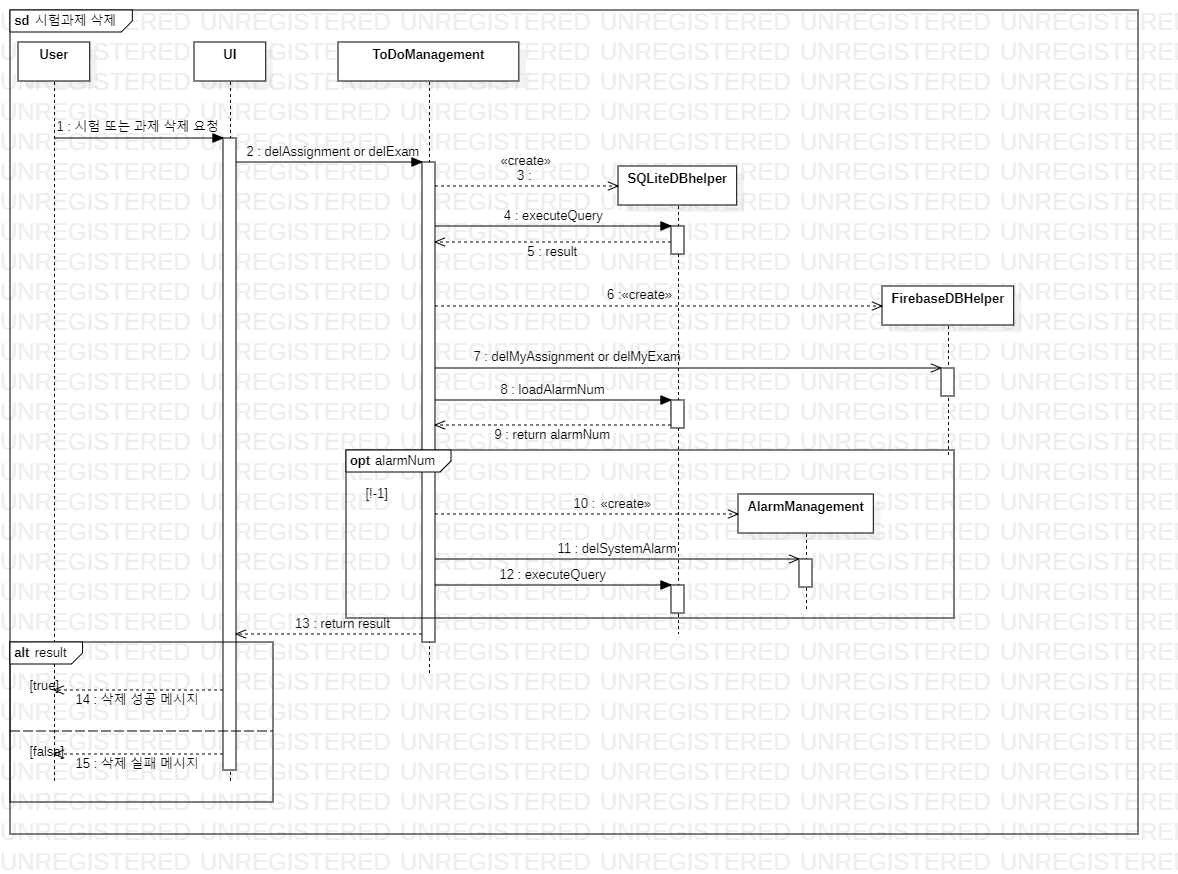 sd 시험과제 삭제
User
UI
ToDoManagement
1 : 시험 또는 과제 삭제 요청
2 : delAssignment or delExam
«create»
3 :
SQLiteDBhelper
4 : executeQuery
5 : result
6 :«create»
FirebaseDBHelper
7 : delMyAssignment or delMyExam
8 : loadAlarmNum
9 : return alarmNum
opt alarmNum
[!-1]
10 : «create»
AlarmManagement
11 : delSystemAlarm
12 : executeQuery
13 : return result
alt result
[true]
14 : 삭제 성공 메시지
[false]
15 : 삭제 실패 메시지
UNREGISTERED